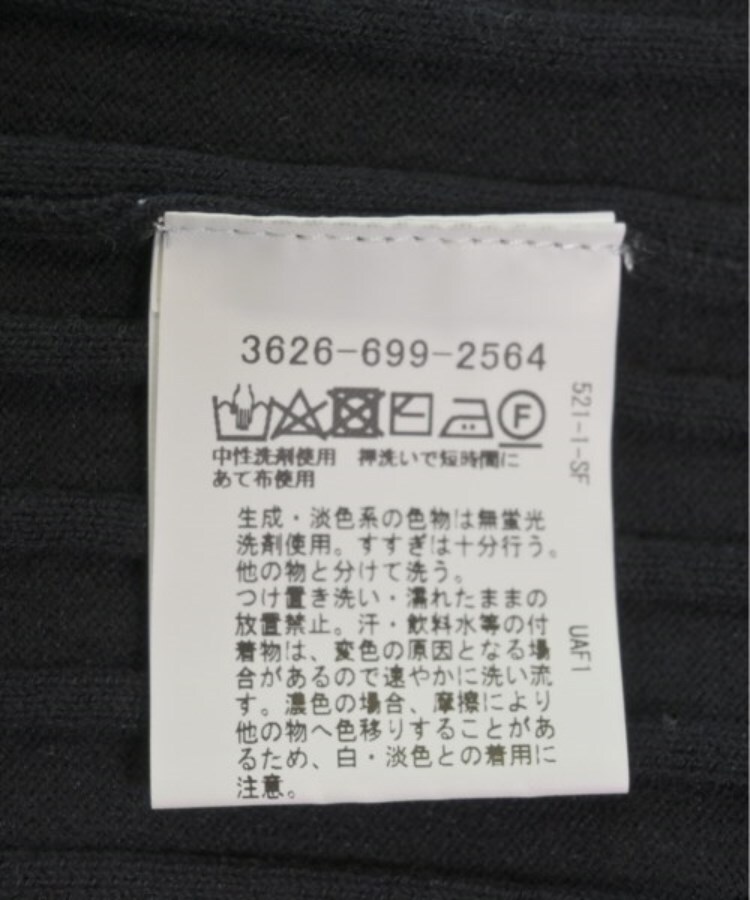 3626-699-2564
F
中性洗剤使用 押洗いで短時間に
あて布使用
生成・淡色系の色物は無蛍光
洗剤使用。すすぎは十分行う。
他の物と分けて洗う。
つけ置き洗い・濡れたままの
放置禁止。汗・飲料水等の付
着物は、変色の原因となる場
合があるので速やかに洗い流
す。濃色の場合、摩擦により
他の物へ色移りすることがあ
るため、白・淡色との着用に
注意。
521-1-SF
UAF1